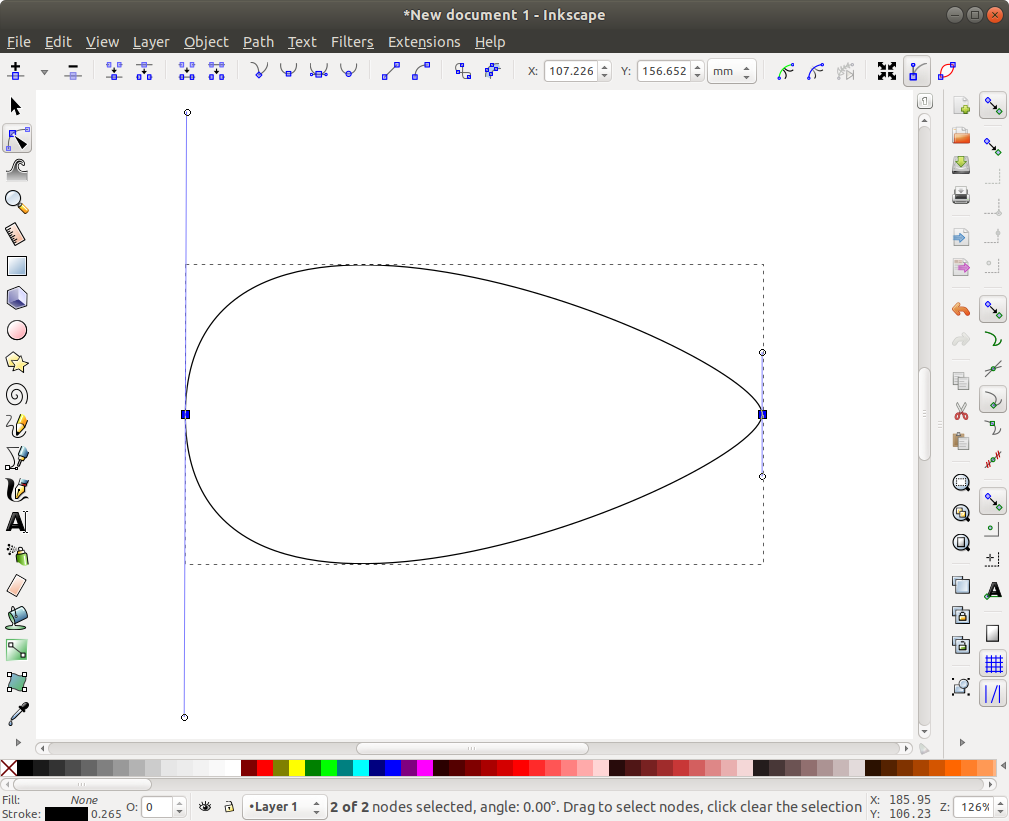 *New document 1 - Inkscape
File Edit View Layer Object Path Text Filters Extensions Help
X: 107.226 Y: 156.652 mm
Fill: None O: 0 •Layer 1 2 of 2 nodes selected, angle: 0.00°. Drag to select nodes, click clear the selection X: 185.95 Z: 126%
Stroke: 0.265 Y: 106.23